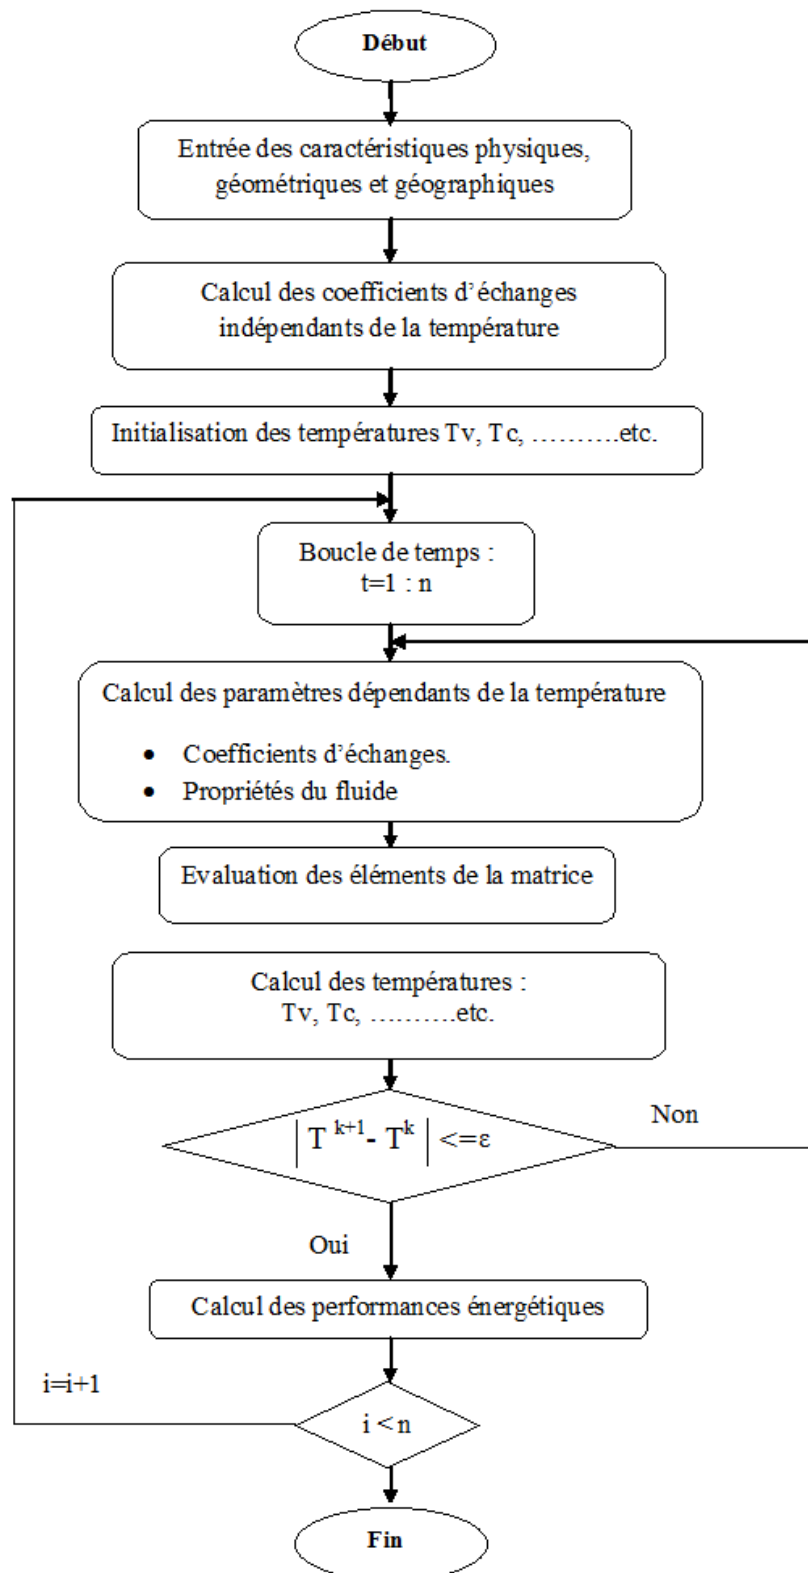 Début
Entrée des caractéristiques physiques,
géométriques et géographiques
Calcul des coefficients d'échanges
indépendants de la température
Initialisation des températures Tv, Tc, ……….etc.
Boucle de temps :
t=1 : n
Calcul des paramètres dépendants de la température
• Coefficients d'échanges.
• Propriétés du fluide
Evaluation des éléments de la matrice
Calcul des températures :
Tv, Tc, ……….etc.
| T k+1 - T k | <=ε
Non
Oui
Calcul des performances énergétiques
i=i+1
i < n
Fin